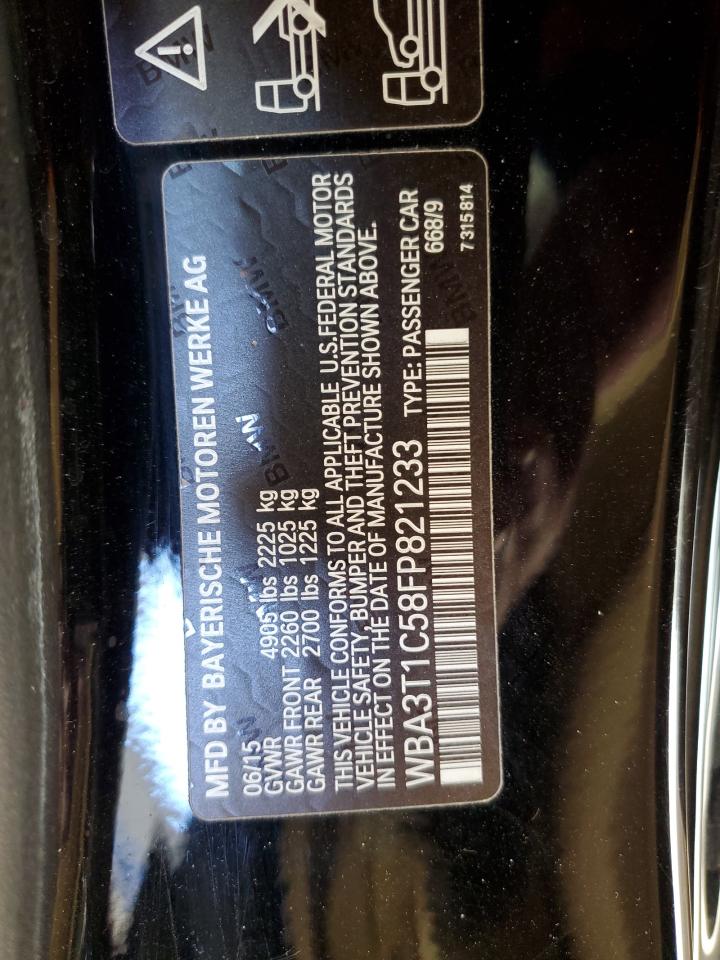 MFD BY BAYERISCHE MOTOREN WERKE AG
06/15
GVWR 4905 lbs 2225 kg
GAWR FRONT 2260 lbs 1025 kg
GAWR REAR 2700 lbs 1225 kg
THIS VEHICLE CONFORMS TO ALL APPLICABLE U.S.FEDERAL MOTOR
VEHICLE SAFETY, BUMPER AND THEFT PREVENTION STANDARDS
IN EFFECT ON THE DATE OF MANUFACTURE SHOWN ABOVE.
WBA3T1C58FP821233 TYPE: PASSENGER CAR
668/9
7315814